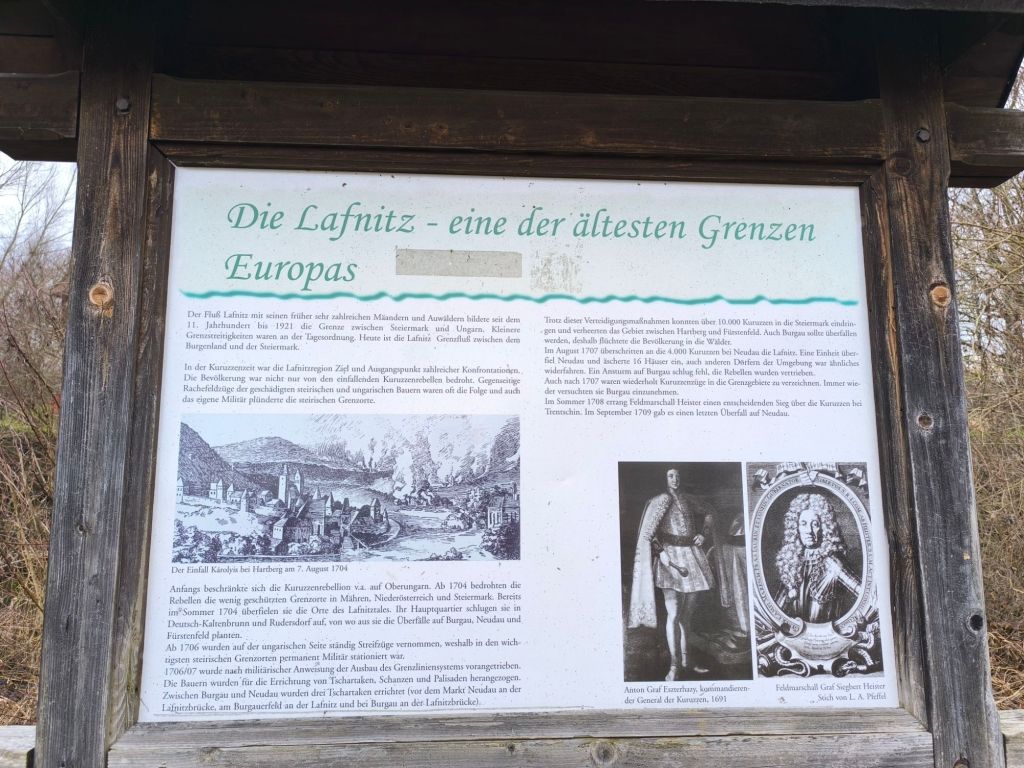 Die Lafnitz - eine der ältesten Grenzen
Europas
Der Fluß Lafnitz mit seinen früher sehr zahlreichen Mäandern und Auwäldern bildete seit dem
11. Jahrhundert bis 1921 die Grenze zwischen Steiermark und Ungarn. Kleinere
Grenzstreitigkeiten waren an der Tagesordnung. Heute ist die Lafnitz Grenzfluß zwischen dem
Burgenland und der Steiermark.
In der Kuruzzenzeit war die Lafnitzregion Ziel und Ausgangspunkt zahlreicher Konfrontationen.
Die Bevölkerung war nicht nur von den einfallenden Kuruzzenrebellen bedroht. Gegenseitige
Rachefeldzüge der geschädigten steirischen und ungarischen Bauern waren oft die Folge und auch
das eigene Militär plünderte die steirischen Grenzorte.
Der Einfall Károlyis bei Hartberg am 7. August 1704
Anfangs beschränkte sich die Kuruzzenrebellion v.a. auf Oberungarn. Ab 1704 bedrohten die
Rebellen die wenig geschützten Grenzorte in Mähren, Niederösterreich und Steiermark. Bereits
im Sommer 1704 überfielen sie die Orte des Lafnitztales. Ihr Hauptquartier schlugen sie in
Deutsch-Kaltenbrunn und Rudersdorf auf, von wo aus sie die Überfälle auf Burgau, Neudau und
Fürstenfeld planten.
Ab 1706 wurden auf der ungarischen Seite ständig Streifzüge vernommen, weshalb in den wich-
tigsten steirischen Grenzorten permanent Militär stationiert war.
1706/07 wurde nach militärischer Anweisung der Ausbau des Grenzliniensystems vorangetrieben.
Die Bauern wurden für die Errichrung von Tschartaken, Schanzen und Palisaden herangezogen.
Zwischen Burgau und Neudau wurden drei Tschartaken errichtet (vor dem Markt Neudau an der
Lafnitzbrücke, am Burgauerfeld an der Lafnitz und bei Burgau an der Lafnitzbrücke).
Trotz dieser Verteidigungsmaßnahmen konnten über 10.000 Kuruzzen in die Steiermark eindrin-
gen und verheerten das Gebiet zwischen Hartberg und Fürstenfeld. Auch Burgau sollte überfallen
werden, deshalb flüchtete die Bevölkerung in die Wälder.
Im August 1707 überschritten an die 4.000 Kuruzzen bei Neudau die Lafnitz. Eine Einheit über-
fiel Neudau und äscherte 16 Häuser ein, auch anderen Dörfern der Umgebung war ähnliches
widerfahren. Ein Ansturm auf Burgau schlug fehl, die Rebellen wurden vertrieben.
Auch nach 1707 waren wiederholt Kuruzzenzüge in die Grenzgebiete zu verzeichnen. Immer wie-
der versuchten sie Burgau einzunehmen.
Im Sommer 1708 errang Feldmarschall Heister einen entscheidenden Sieg über die Kuruzzen bei
Trentschin. Im September 1709 gab es einen letzten Überfall auf Neudau.
Anton Graf Eszterhazy, kommandieren-
der General der Kuruzzen, 1691
Feldmarschall Graf Siegbert Heister
Stich von L. A. Pfeffel